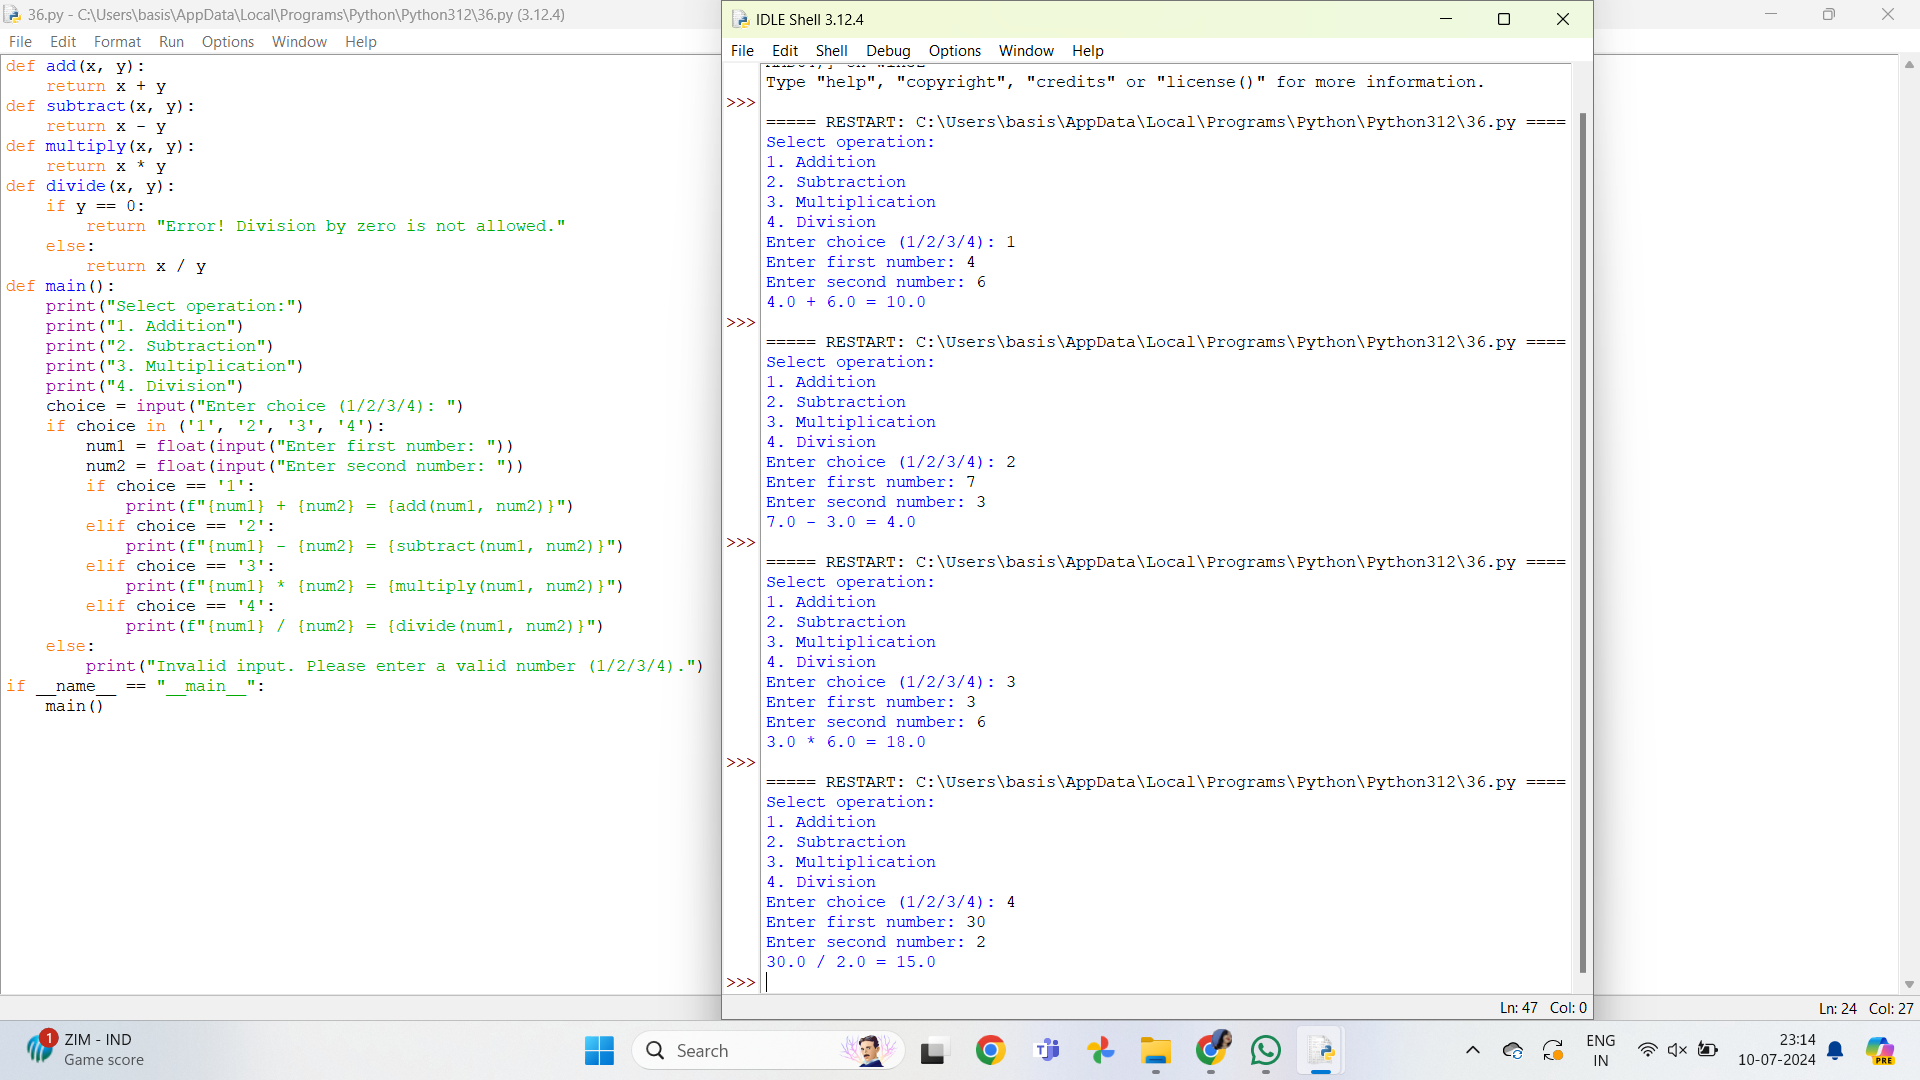 36.py - C:\Users\basis\AppData\Local\Programs\Python\Python312\36.py (3.12.4)
File Edit Format Run Options Window Help
def add(x, y):
    return x + y
def subtract(x, y):
    return x - y
def multiply(x, y):
    return x * y
def divide(x, y):
    if y == 0:
        return "Error! Division by zero is not allowed."
    else:
        return x / y
def main():
    print("Select operation:")
    print("1. Addition")
    print("2. Subtraction")
    print("3. Multiplication")
    print("4. Division")
    choice = input("Enter choice (1/2/3/4): ")
    if choice in ('1', '2', '3', '4'):
        num1 = float(input("Enter first number: "))
        num2 = float(input("Enter second number: "))
        if choice == '1':
            print(f"{num1} + {num2} = {add(num1, num2)}")
        elif choice == '2':
            print(f"{num1} - {num2} = {subtract(num1, num2)}")
        elif choice == '3':
            print(f"{num1} * {num2} = {multiply(num1, num2)}")
        elif choice == '4':
            print(f"{num1} / {num2} = {divide(num1, num2)}")
    else:
        print("Invalid input. Please enter a valid number (1/2/3/4).")
if __name__ == "__main__":
    main()
Ln: 24 Col: 27
IDLE Shell 3.12.4
File Edit Shell Debug Options Window Help
Type "help", "copyright", "credits" or "license()" for more information.
>>>
===== RESTART: C:\Users\basis\AppData\Local\Programs\Python\Python312\36.py ====
Select operation:
1. Addition
2. Subtraction
3. Multiplication
4. Division
Enter choice (1/2/3/4): 1
Enter first number: 4
Enter second number: 6
4.0 + 6.0 = 10.0
>>>
===== RESTART: C:\Users\basis\AppData\Local\Programs\Python\Python312\36.py ====
Select operation:
1. Addition
2. Subtraction
3. Multiplication
4. Division
Enter choice (1/2/3/4): 2
Enter first number: 7
Enter second number: 3
7.0 - 3.0 = 4.0
>>>
===== RESTART: C:\Users\basis\AppData\Local\Programs\Python\Python312\36.py ====
Select operation:
1. Addition
2. Subtraction
3. Multiplication
4. Division
Enter choice (1/2/3/4): 3
Enter first number: 3
Enter second number: 6
3.0 * 6.0 = 18.0
>>>
===== RESTART: C:\Users\basis\AppData\Local\Programs\Python\Python312\36.py ====
Select operation:
1. Addition
2. Subtraction
3. Multiplication
4. Division
Enter choice (1/2/3/4): 4
Enter first number: 30
Enter second number: 2
30.0 / 2.0 = 15.0
>>>
Ln: 47 Col: 0
1
ZIM - IND
Game score
Search
ENG
IN
23:14
10-07-2024
PRE